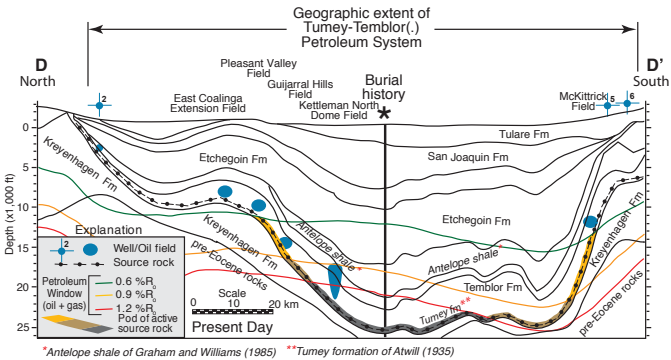 Geographic extent of
Tumey-Temblor(.)
Petroleum System
D
North
D'
South
Pleasant Valley
Field
Guijarral Hills
Field
East Coalinga
Extension Field
Kettleman North
Dome Field
Burial
history
*
McKittrick
Field
2
5
6
0
5
10
15
20
25
Depth (x1,000 ft)
Tulare Fm
San Joaquin Fm
Etchegoin Fm
Etchegoin Fm
Kreyenhagen Fm
Kreyenhagen Fm
Kreyenhagen Fm
pre-Eocene rocks
pre-Eocene rocks
Antelope shale*
Antelope shale*
Temblor Fm
Tumey fm**
Explanation
2
Well/Oil field
Source rock
Petroleum
Window
(oil + gas)
0.6 %Ro
0.9 %Ro
1.2 %Ro
Pod of active
source rock
Scale
0 10 20 km
Present Day
*Antelope shale of Graham and Williams (1985) **Tumey formation of Atwill (1935)